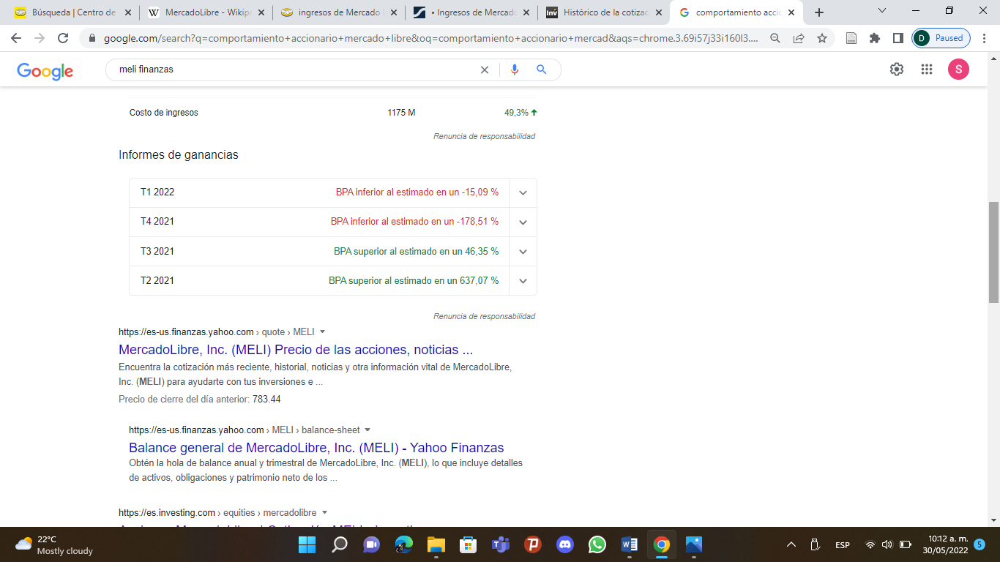 Búsqueda | Centro de
MercadoLibre - Wikipe
ingresos de Mercado
• Ingresos de Mercado
Inv
Histórico de la cotizac
comportamiento accio
google.com/search?q=comportamiento+accionario+mercado+libre&oq=comportamiento+accionario+mercad&aqs=chrome.3.69i57j33i160l3....
D
Paused
Google
meli finanzas
S
Costo de ingresos
1175 M
49,3%
Renuncia de responsabilidad
Informes de ganancias
T1 2022
BPA inferior al estimado en un -15,09 %
T4 2021
BPA inferior al estimado en un -178,51 %
T3 2021
BPA superior al estimado en un 46,35 %
T2 2021
BPA superior al estimado en un 637,07 %
Renuncia de responsabilidad
https://es-us.finanzas.yahoo.com › quote › MELI
MercadoLibre, Inc. (MELI) Precio de las acciones, noticias ...
Encuentra la cotización más reciente, historial, noticias y otra información vital de MercadoLibre,
Inc. (MELI) para ayudarte con tus inversiones e ...
Precio de cierre del día anterior: 783.44
https://es-us.finanzas.yahoo.com › MELI › balance-sheet
Balance general de MercadoLibre, Inc. (MELI) - Yahoo Finanzas
Obtén la hola de balance anual y trimestral de MercadoLibre, Inc. (MELI), lo que incluye detalles
de activos, obligaciones y patrimonio neto de los ...
https://es.investing.com › equities › mercadolibre
22°C
Mostly cloudy
ESP
10:12 a. m.
30/05/2022
5